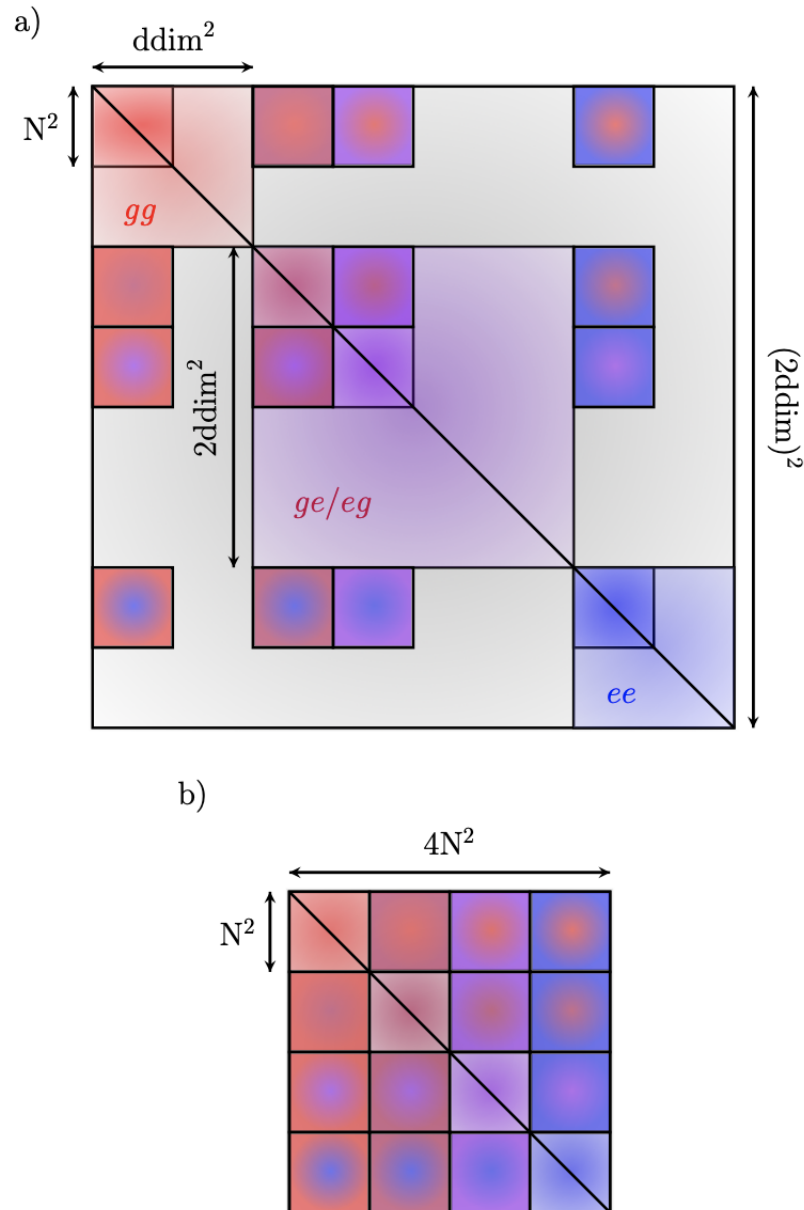 a)
ddim²
N²
gg
2ddim²
(2ddim)²
ge/eg
ee
b)
4N²
N²